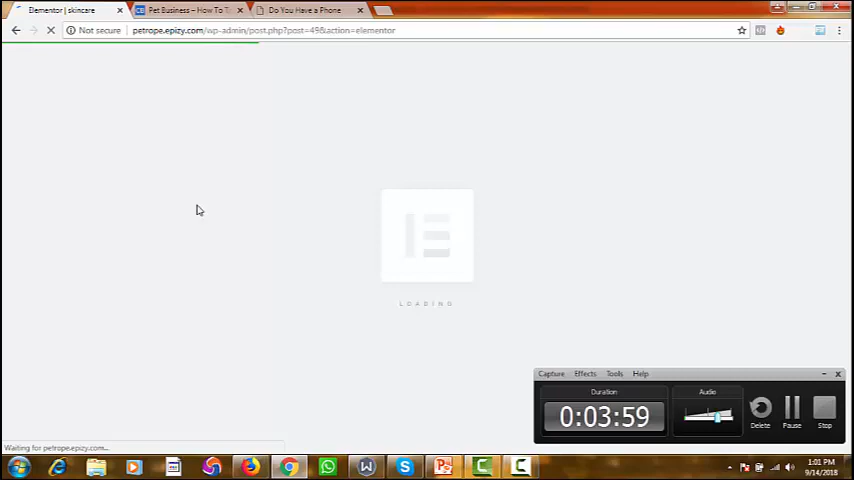 Elementor | skincare
Pet Business – How To T
Do You Have a Phone
Not secure
petrope.epizy.com/wp-admin/post.php?post=49&action=elementor
LOADING
Capture Effects Tools Help
Duration
0:03:59
Audio
Delete
Pause
Stop
Waiting for petrope.epizy.com...
1:01 PM
9/14/2018